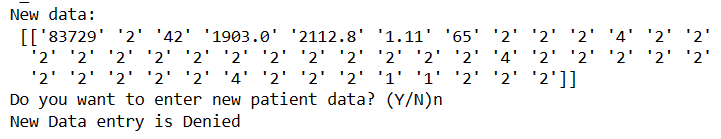 New data:
[['83729' '2' '42' '1903.0' '2112.8' '1.11' '65' '2' '2' '2' '4' '2' '2'
'2' '2' '2' '2' '2' '2' '2' '2' '2' '2' '2' '2' '4' '2' '2' '2' '2' '2'
'2' '2' '2' '2' '2' '4' '2' '2' '2' '1' '1' '2' '2' '2']]
Do you want to enter new patient data? (Y/N)n
New Data entry is Denied